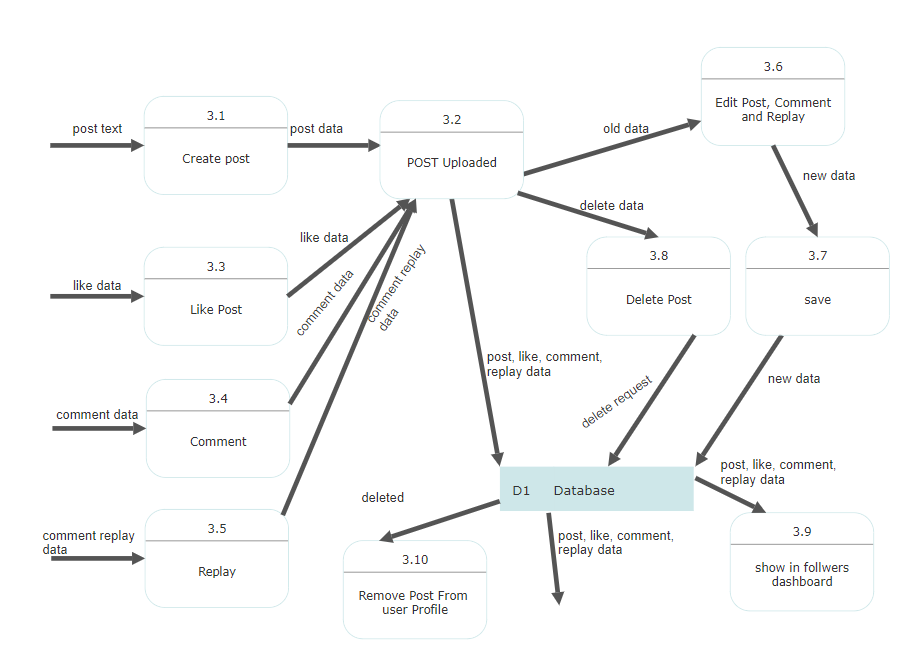 3.6
Edit Post, Comment
and Replay
3.1
Create post
post text
post data
3.2
POST Uploaded
old data
new data
delete data
like data
3.3
Like Post
like data
comment data
comment replay
data
3.8
Delete Post
3.7
save
post, like, comment,
replay data
delete request
new data
3.4
Comment
comment data
D1 Database
post, like, comment,
replay data
deleted
3.5
Replay
comment replay
data
post, like, comment,
replay data
3.9
show in follwers
dashboard
3.10
Remove Post From
user Profile